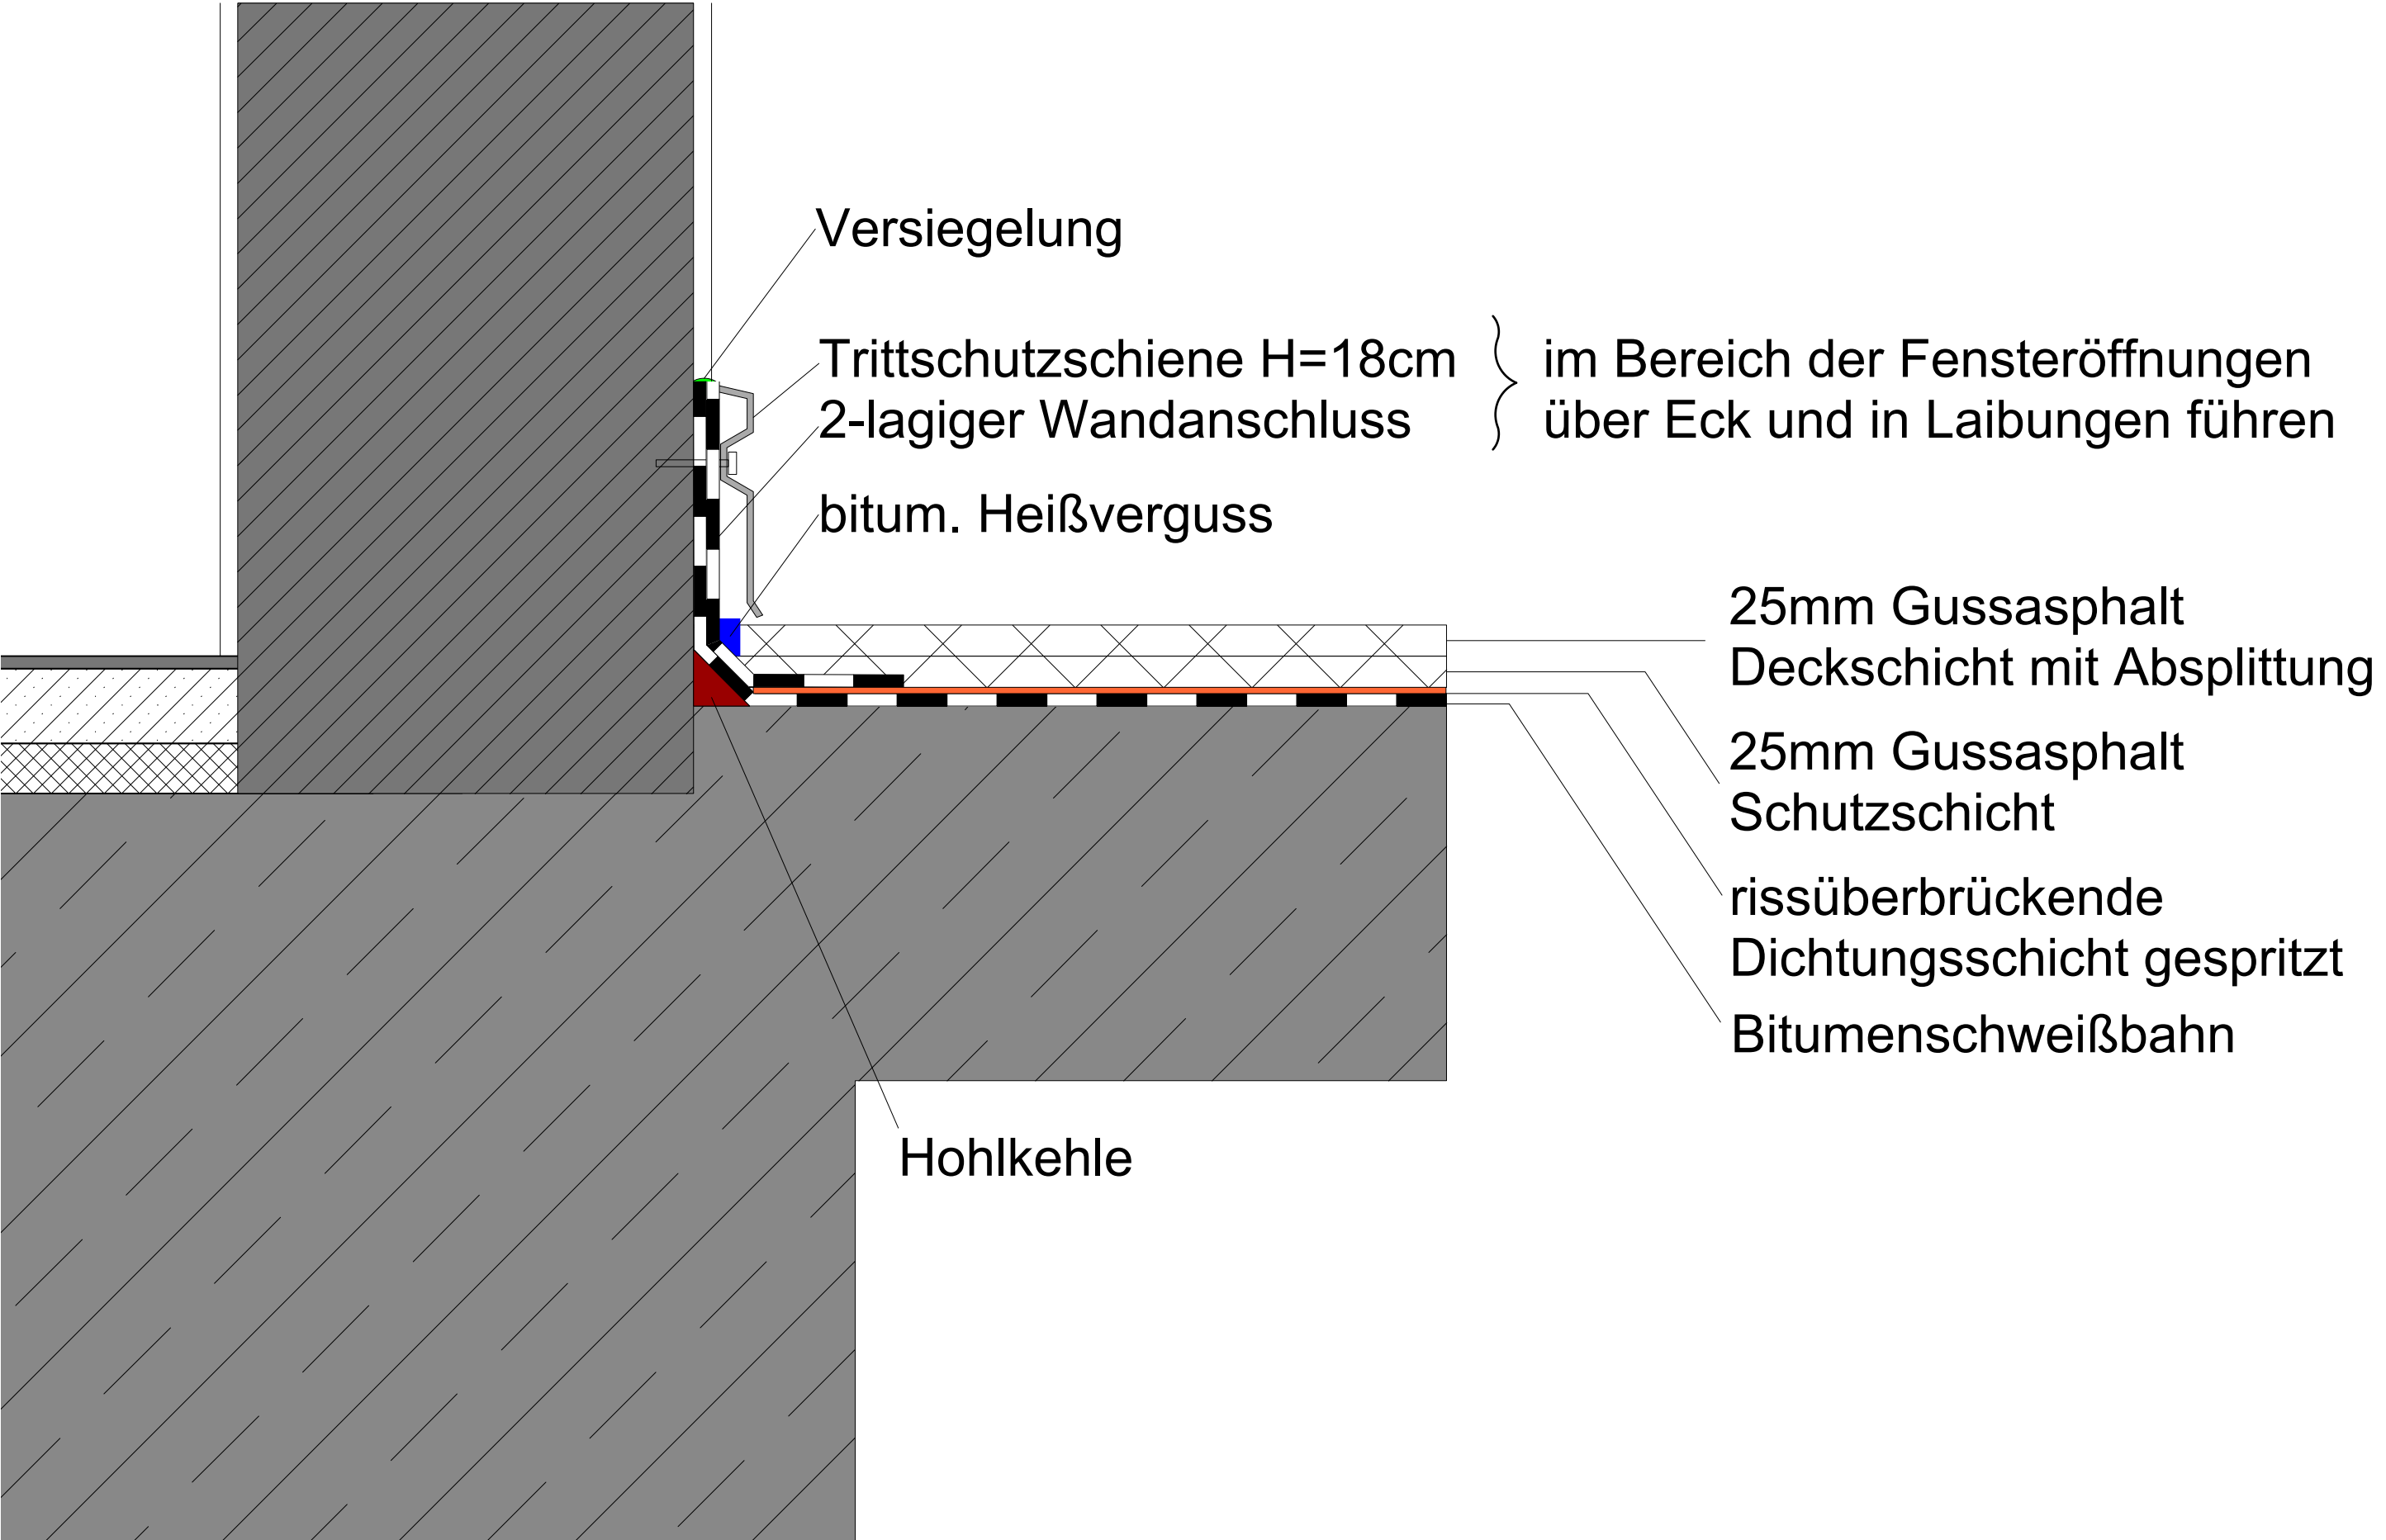 Versiegelung
Trittschutzschiene H=18cm
2-lagiger Wandanschluss
im Bereich der Fensteröffnungen
über Eck und in Laibungen führen
bitum. Heißverguss
25mm Gussasphalt
Deckschicht mit Absplittung
25mm Gussasphalt
Schutzschicht
rissüberbrückende
Dichtungsschicht gespritzt
Bitumenschweißbahn
Hohlkehle